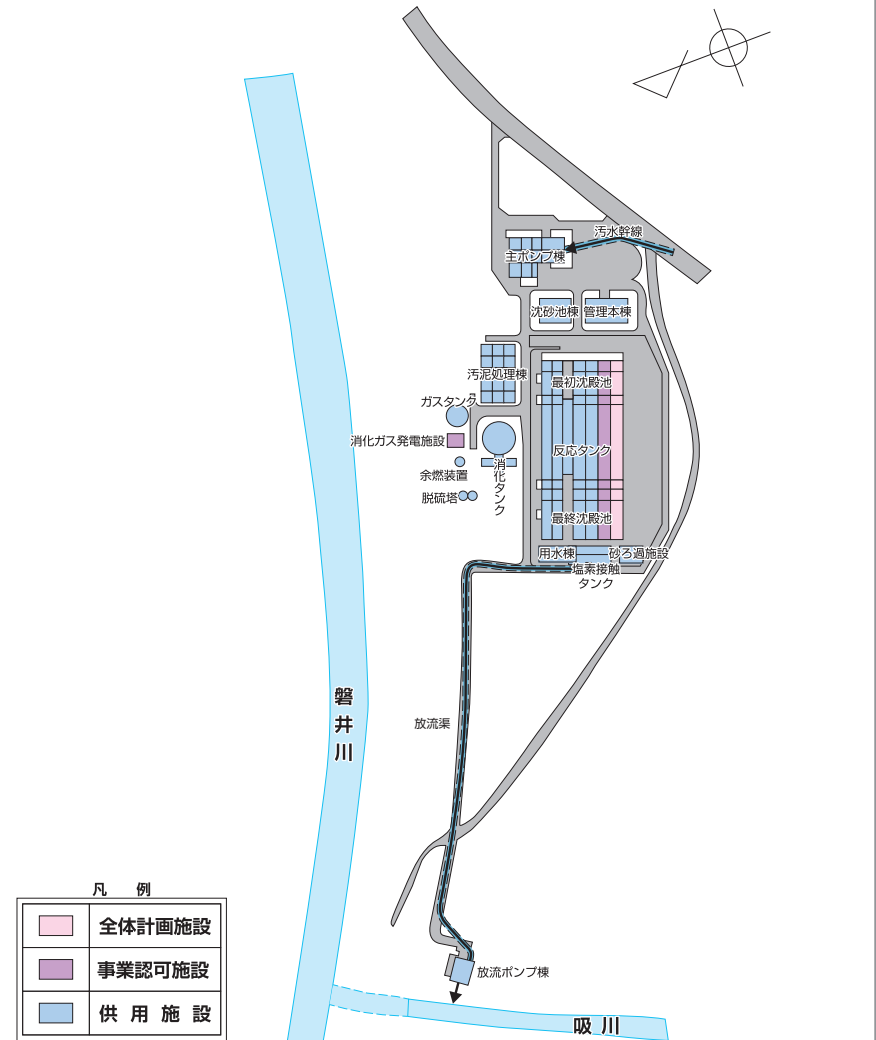 汚水幹線
主ポンプ棟
沈砂池棟
管理本棟
汚泥処理棟
最初沈殿池
ガスタンク
消化ガス発電施設
反応タンク
余燃装置
消化タンク
脱硫塔
最終沈殿池
用水棟
砂ろ過施設
塩素接触
タンク
磐井川
放流渠
凡 例
全体計画施設
事業認可施設
供用施設
放流ポンプ棟
吸川